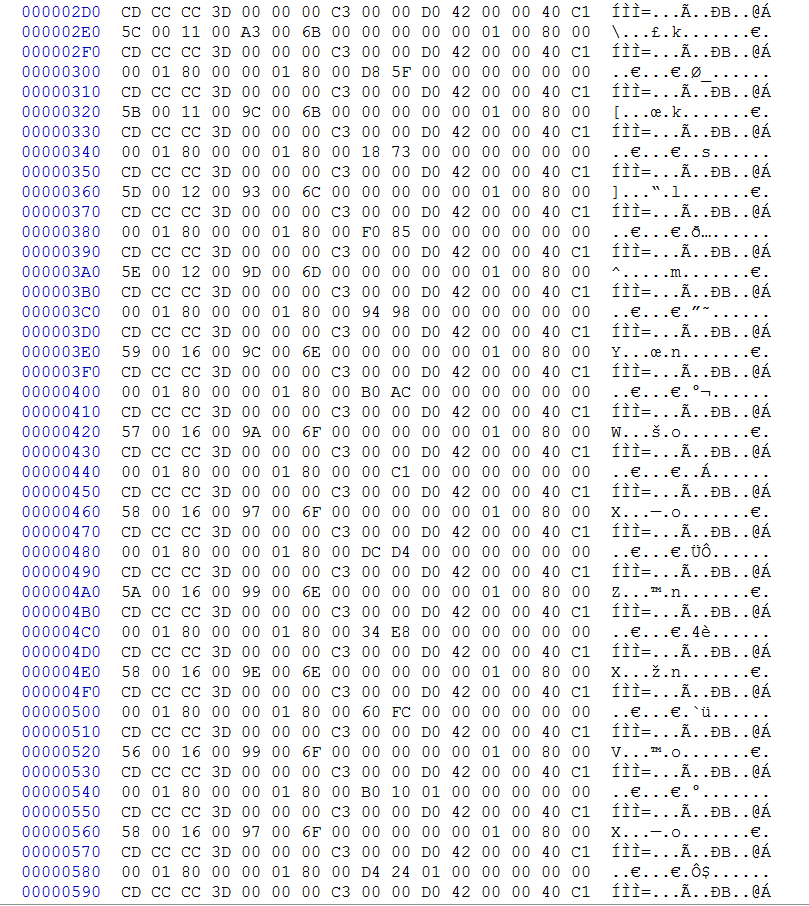 000002D0 CD CC CC 3D 00 00 00 C3 00 00 D0 42 00 00 40 C1 ÍÌÌ=...Ã..ÐB..@Á
000002E0 5C 00 11 00 A3 00 6B 00 00 00 00 00 01 00 80 00 \...£.k.......€.
000002F0 CD CC CC 3D 00 00 00 C3 00 00 D0 42 00 00 40 C1 ÍÌÌ=...Ã..ÐB..@Á
00000300 00 01 80 00 00 01 80 00 D8 5F 00 00 00 00 00 00 ..€...€.Ø_......
00000310 CD CC CC 3D 00 00 00 C3 00 00 D0 42 00 00 40 C1 ÍÌÌ=...Ã..ÐB..@Á
00000320 5B 00 11 00 9C 00 6B 00 00 00 00 00 01 00 80 00 [...œ.k.......€.
00000330 CD CC CC 3D 00 00 00 C3 00 00 D0 42 00 00 40 C1 ÍÌÌ=...Ã..ÐB..@Á
00000340 00 01 80 00 00 01 80 00 18 73 00 00 00 00 00 00 ..€...€..s......
00000350 CD CC CC 3D 00 00 00 C3 00 00 D0 42 00 00 40 C1 ÍÌÌ=...Ã..ÐB..@Á
00000360 5D 00 12 00 93 00 6C 00 00 00 00 00 01 00 80 00 ]...“.l.......€.
00000370 CD CC CC 3D 00 00 00 C3 00 00 D0 42 00 00 40 C1 ÍÌÌ=...Ã..ÐB..@Á
00000380 00 01 80 00 00 01 80 00 F0 85 00 00 00 00 00 00 ..€...€.ð…......
00000390 CD CC CC 3D 00 00 00 C3 00 00 D0 42 00 00 40 C1 ÍÌÌ=...Ã..ÐB..@Á
000003A0 5E 00 12 00 9D 00 6D 00 00 00 00 00 01 00 80 00 ^.....m.......€.
000003B0 CD CC CC 3D 00 00 00 C3 00 00 D0 42 00 00 40 C1 ÍÌÌ=...Ã..ÐB..@Á
000003C0 00 01 80 00 00 01 80 00 94 98 00 00 00 00 00 00 ..€...€.”˜......
000003D0 CD CC CC 3D 00 00 00 C3 00 00 D0 42 00 00 40 C1 ÍÌÌ=...Ã..ÐB..@Á
000003E0 59 00 16 00 9C 00 6E 00 00 00 00 00 01 00 80 00 Y...œ.n.......€.
000003F0 CD CC CC 3D 00 00 00 C3 00 00 D0 42 00 00 40 C1 ÍÌÌ=...Ã..ÐB..@Á
00000400 00 01 80 00 00 01 80 00 B0 AC 00 00 00 00 00 00 ..€...€.°¬......
00000410 CD CC CC 3D 00 00 00 C3 00 00 D0 42 00 00 40 C1 ÍÌÌ=...Ã..ÐB..@Á
00000420 57 00 16 00 9A 00 6F 00 00 00 00 00 01 00 80 00 W...š.o.......€.
00000430 CD CC CC 3D 00 00 00 C3 00 00 D0 42 00 00 40 C1 ÍÌÌ=...Ã..ÐB..@Á
00000440 00 01 80 00 00 01 80 00 00 C1 00 00 00 00 00 00 ..€...€..Á......
00000450 CD CC CC 3D 00 00 00 C3 00 00 D0 42 00 00 40 C1 ÍÌÌ=...Ã..ÐB..@Á
00000460 58 00 16 00 97 00 6F 00 00 00 00 00 01 00 80 00 X...—.o.......€.
00000470 CD CC CC 3D 00 00 00 C3 00 00 D0 42 00 00 40 C1 ÍÌÌ=...Ã..ÐB..@Á
00000480 00 01 80 00 00 01 80 00 DC D4 00 00 00 00 00 00 ..€...€.ÜÔ......
00000490 CD CC CC 3D 00 00 00 C3 00 00 D0 42 00 00 40 C1 ÍÌÌ=...Ã..ÐB..@Á
000004A0 5A 00 16 00 99 00 6E 00 00 00 00 00 01 00 80 00 Z...™.n.......€.
000004B0 CD CC CC 3D 00 00 00 C3 00 00 D0 42 00 00 40 C1 ÍÌÌ=...Ã..ÐB..@Á
000004C0 00 01 80 00 00 01 80 00 34 E8 00 00 00 00 00 00 ..€...€.4è......
000004D0 CD CC CC 3D 00 00 00 C3 00 00 D0 42 00 00 40 C1 ÍÌÌ=...Ã..ÐB..@Á
000004E0 58 00 16 00 9E 00 6E 00 00 00 00 00 01 00 80 00 X...ž.n.......€.
000004F0 CD CC CC 3D 00 00 00 C3 00 00 D0 42 00 00 40 C1 ÍÌÌ=...Ã..ÐB..@Á
00000500 00 01 80 00 00 01 80 00 60 FC 00 00 00 00 00 00 ..€...€.`ü......
00000510 CD CC CC 3D 00 00 00 C3 00 00 D0 42 00 00 40 C1 ÍÌÌ=...Ã..ÐB..@Á
00000520 56 00 16 00 99 00 6F 00 00 00 00 00 01 00 80 00 V...™.o.......€.
00000530 CD CC CC 3D 00 00 00 C3 00 00 D0 42 00 00 40 C1 ÍÌÌ=...Ã..ÐB..@Á
00000540 00 01 80 00 00 01 80 00 B0 10 01 00 00 00 00 00 ..€...€.°.......
00000550 CD CC CC 3D 00 00 00 C3 00 00 D0 42 00 00 40 C1 ÍÌÌ=...Ã..ÐB..@Á
00000560 58 00 16 00 97 00 6F 00 00 00 00 00 01 00 80 00 X...—.o.......€.
00000570 CD CC CC 3D 00 00 00 C3 00 00 D0 42 00 00 40 C1 ÍÌÌ=...Ã..ÐB..@Á
00000580 00 01 80 00 00 01 80 00 D4 24 01 00 00 00 00 00 ..€...€.Ô$......
00000590 CD CC CC 3D 00 00 00 C3 00 00 D0 42 00 00 40 C1 ÍÌÌ=...Ã..ÐB..@Á